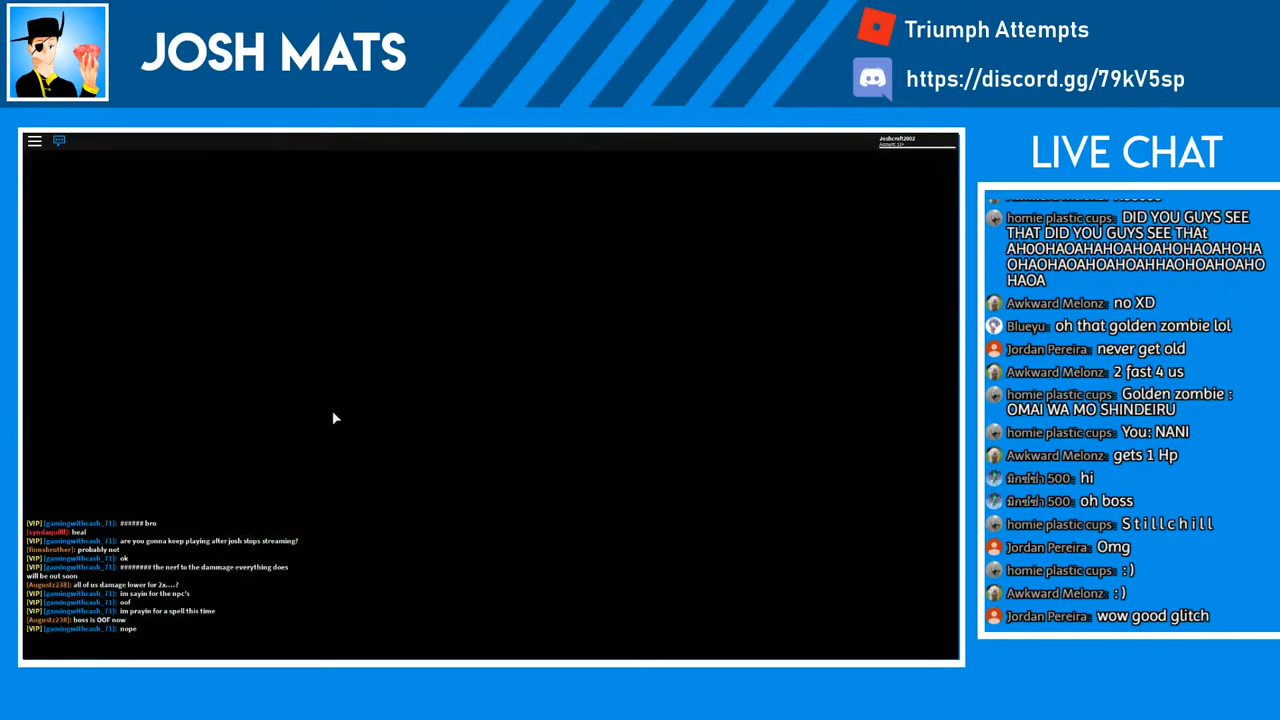 JOSH MATS
Triumph Attempts
https://discord.gg/79kV5sp
Joshcraft2002
Account: 13+
LIVE CHAT
homie plastic cups: DID YOU GUYS SEE
THAT DID YOU GUYS SEE THAt
AHOOHAOAHAHOAHOAHOHAOAHOHA
OHAOHAOAHOAHOAHHAOHOAHOAHO
HAOA
Awkward Melonz: no XD
Blueyu: oh that golden zombie lol
Jordan Pereira: never get old
Awkward Melonz: 2 fast 4 us
homie plastic cups: Golden zombie :
OMAI WA MO SHINDEIRU
homie plastic cups: You: NANI
Awkward Melonz: gets 1 Hp
มิกซ์ซ่า 500: hi
มิกซ์ซ่า 500: oh boss
homie plastic cups: S t i l l c h i l l
Jordan Pereira: Omg
homie plastic cups: : )
Awkward Melonz: : )
Jordan Pereira: wow good glitch
[VIP] [gamingwithcash_71]: ###### bro
[syndaquilll]: heal
[VIP] [gamingwithcash_71]: are you gonna keep playing after josh stops streaming?
[finnsbrother]: probably not
[VIP] [gamingwithcash_71]: ok
[VIP] [gamingwithcash_71]: ######## the nerf to the dammage everything does
will be out soon
[Augustz238]: all of us damage lower for 2x....?
[VIP] [gamingwithcash_71]: im sayin for the npc's
[VIP] [gamingwithcash_71]: oof
[VIP] [gamingwithcash_71]: im prayin for a spell this time
[Augustz238]: boss is OOF now
[VIP] [gamingwithcash_71]: nope